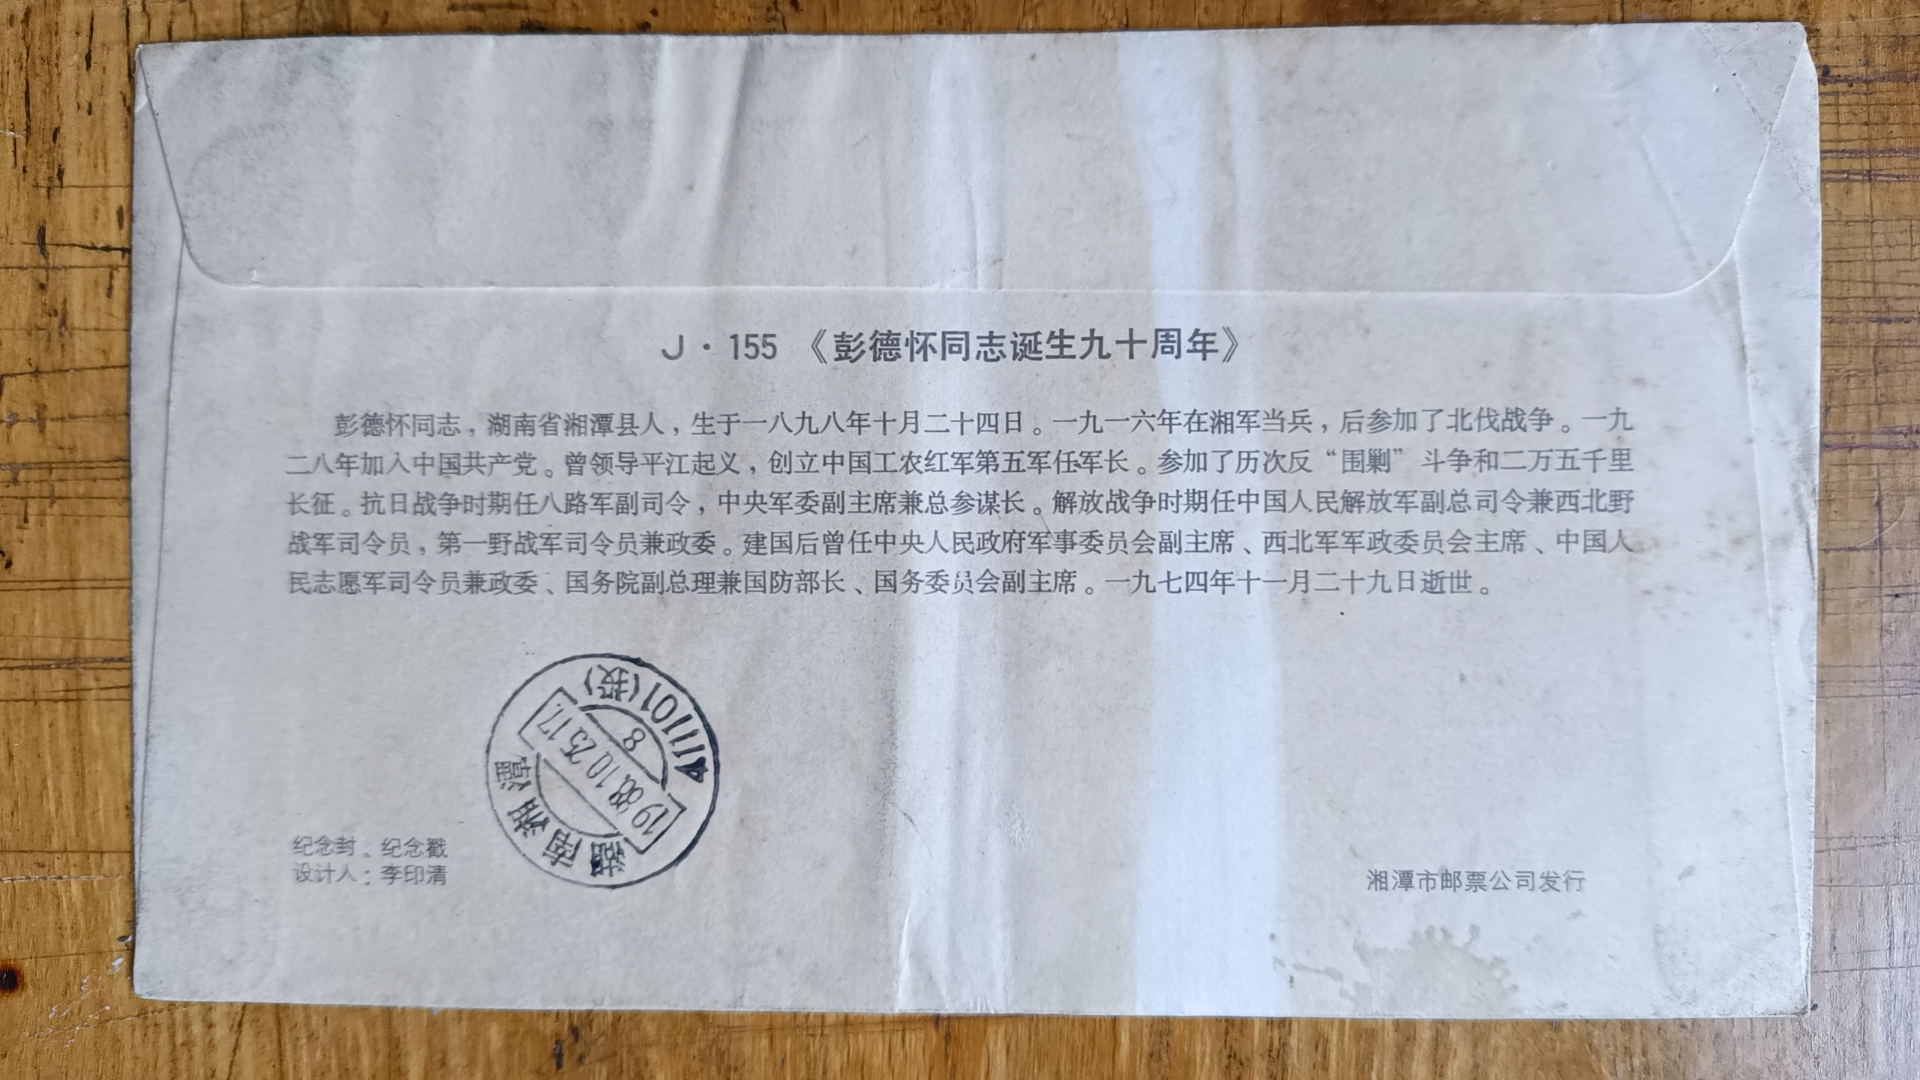 J·155 《彭德怀同志诞生九十周年》
彭德怀同志，湖南省湘潭县人，生于一八九八年十月二十四日。一九一六年在湘军当兵，后参加了北伐战争。一九
二八年加入中国共产党。曾领导平江起义，创立中国工农红军第五军任军长。参加了历次反“围剿”斗争和二万五千里
长征。抗日战争时期任八路军副司令，中央军委副主席兼总参谋长。解放战争时期任中国人民解放军副总司令兼西北野
战军司令员，第一野战军司令员兼政委。建国后曾任中央人民政府军事委员会副主席、西北军军政委员会主席、中国人
民志愿军司令员兼政委、国务院副总理兼国防部长、国务委员会副主席。一九七四年十一月二十九日逝世。
湖南湘潭
1988.10.25.17.
8
411101(投)
纪念封、纪念戳
设计人：李印清
湘潭市邮票公司发行